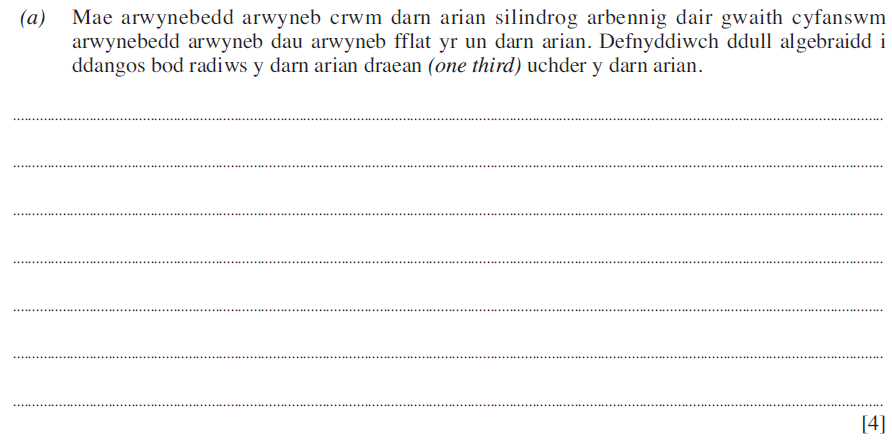 (a) Mae arwynebedd arwyneb crwm darn arian silindrog arbennig dair gwaith cyfanswm
arwynebedd arwyneb dau arwyneb fflat yr un darn arian. Defnyddiwch ddull algebraidd i
ddangos bod radiws y darn arian draean (one third) uchder y darn arian.
[4]